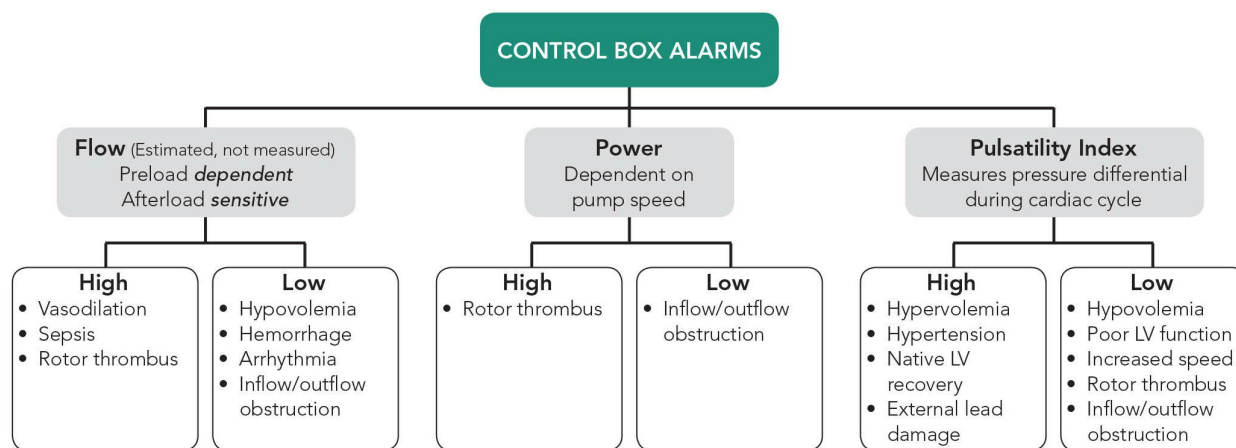 CONTROL BOX ALARMS
Flow (Estimated, not measured)
Preload dependent
Afterload sensitive
High
• Vasodilation
• Sepsis
• Rotor thrombus
Low
• Hypovolemia
• Hemorrhage
• Arrhythmia
• Inflow/outflow
obstruction
Power
Dependent on
pump speed
High
• Rotor thrombus
Low
• Inflow/outflow
obstruction
Pulsatility Index
Measures pressure differential
during cardiac cycle
High
• Hypervolemia
• Hypertension
• Native LV
recovery
• External lead
damage
Low
• Hypovolemia
• Poor LV function
• Increased speed
• Rotor thrombus
• Inflow/outflow
obstruction